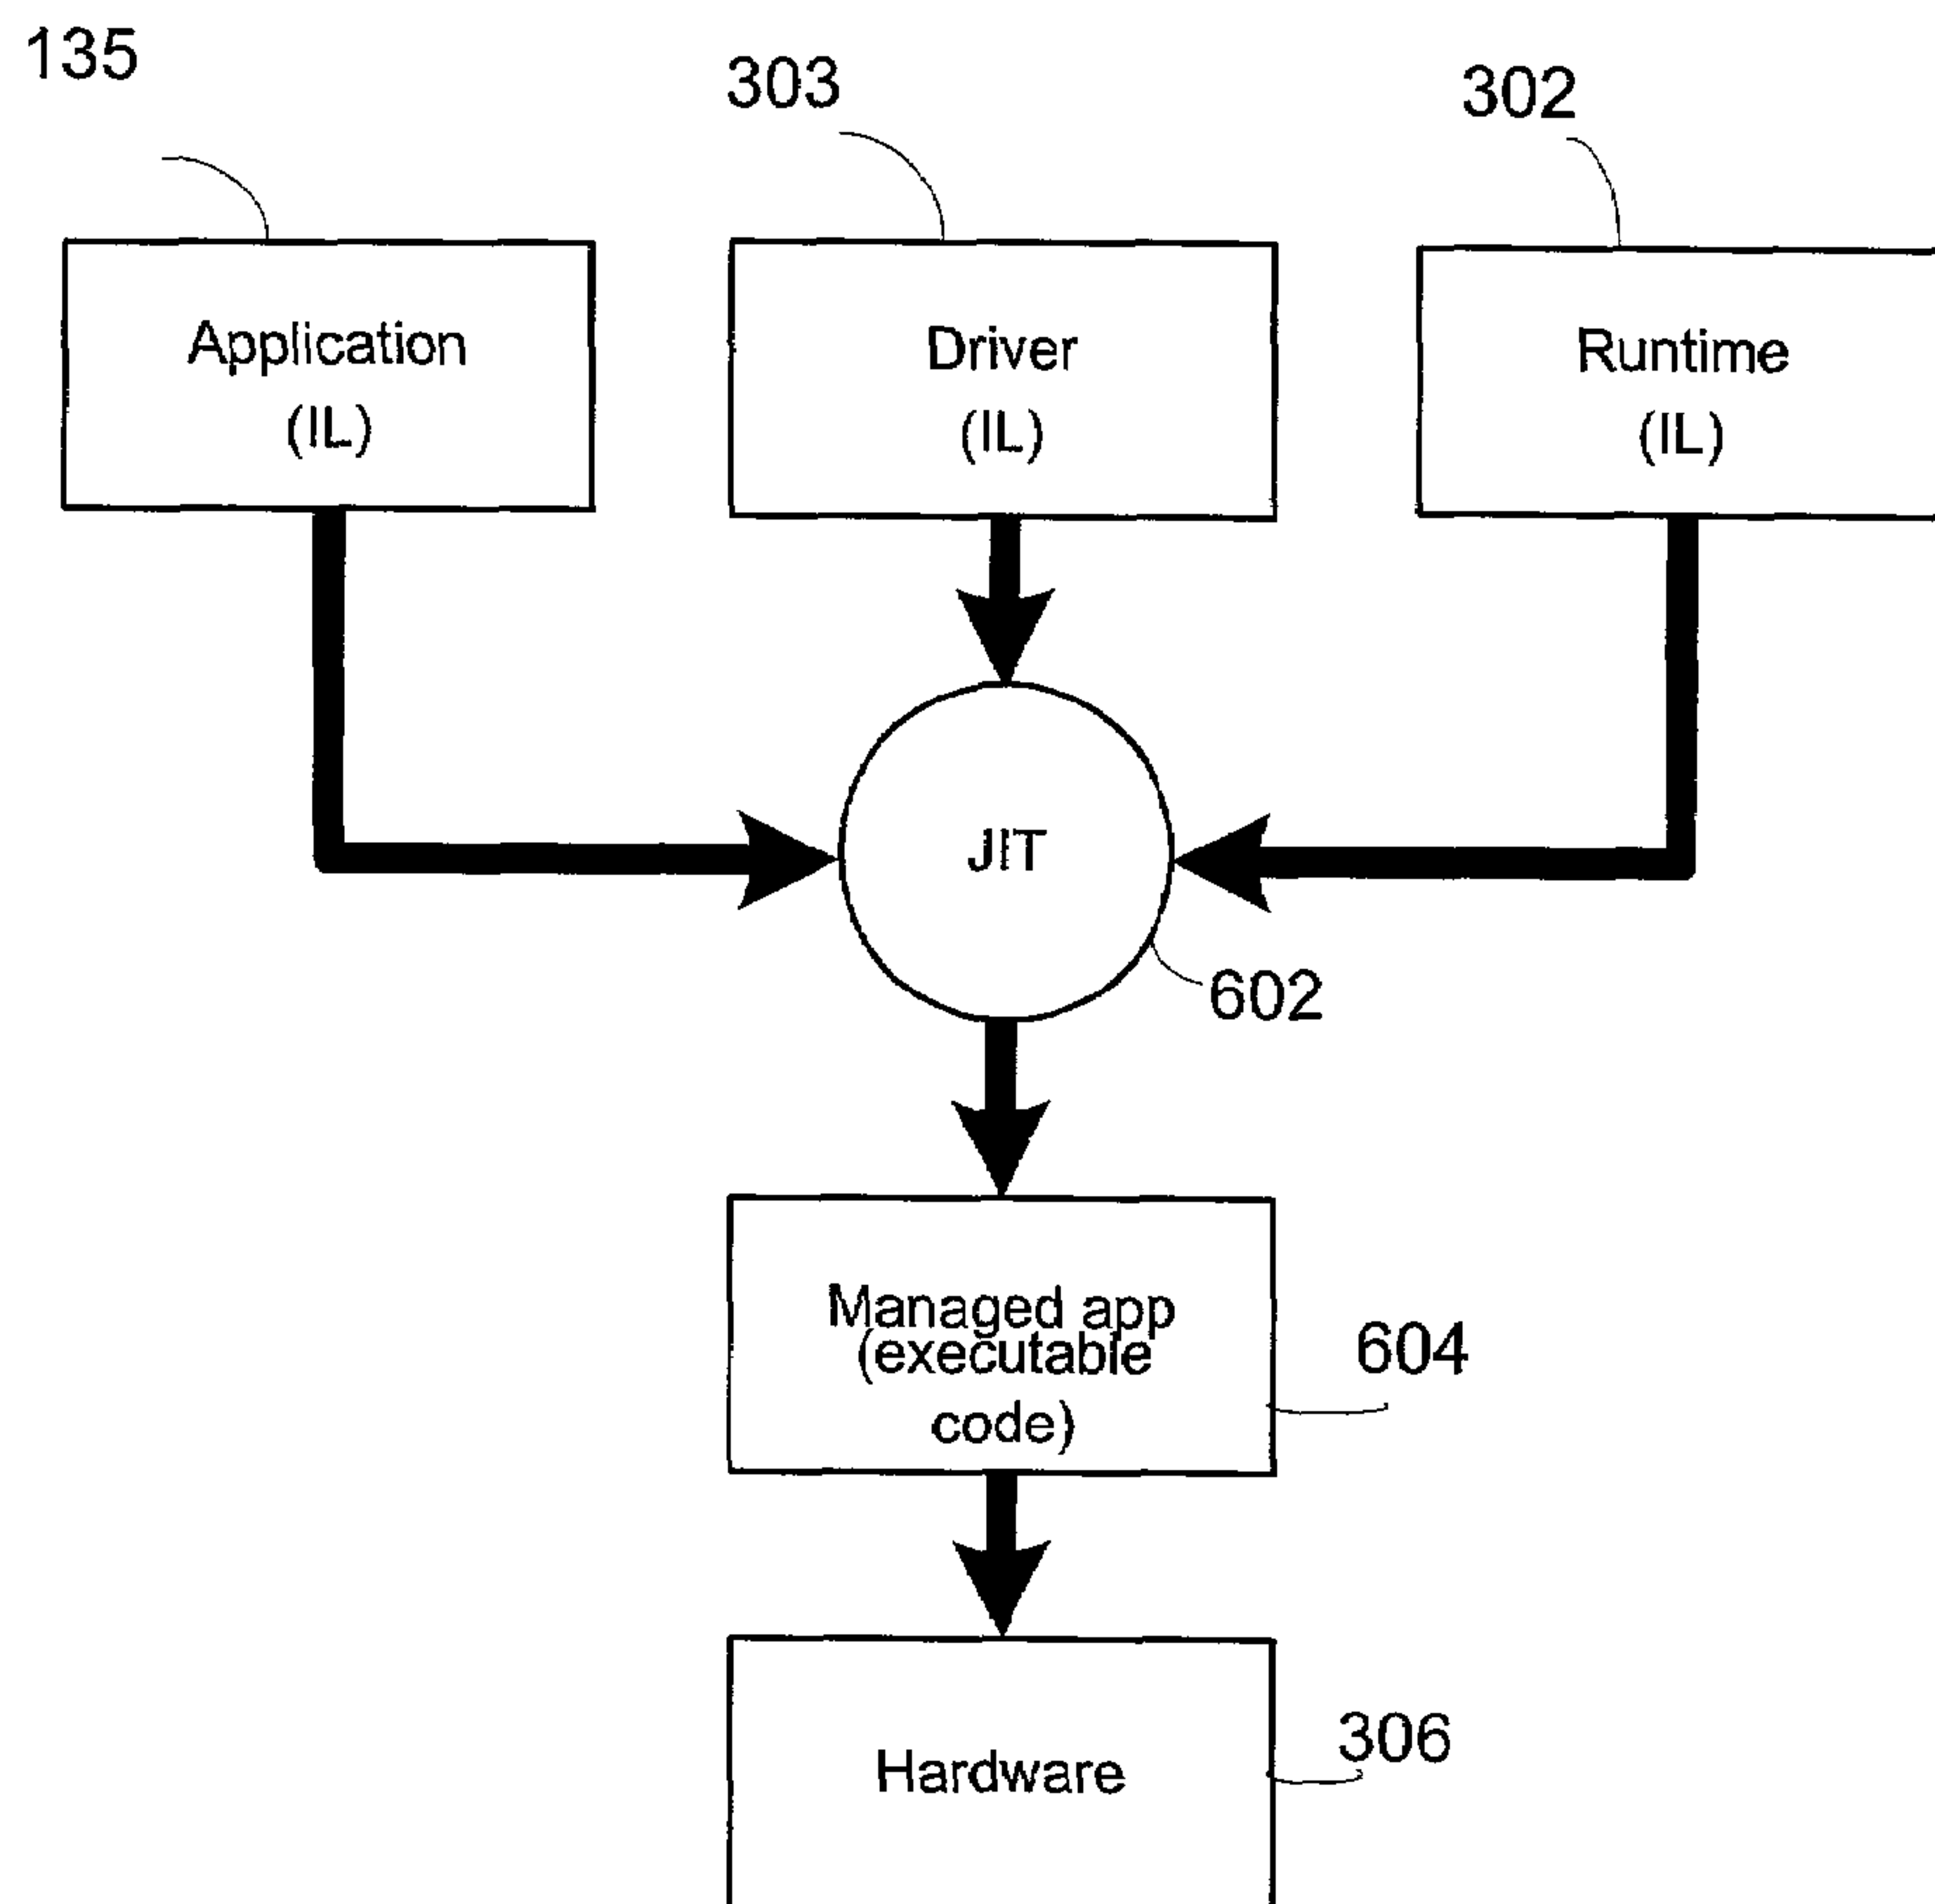 135
303
302
Application
(IL)
Driver
(IL)
Runtime
(IL)
JIT
602
Managed app
(executable
code)
604
Hardware
306